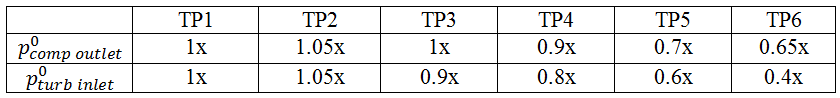 TP1 TP2 TP3 TP4 TP5 TP6
p⁰comp outlet 1x 1.05x 1x 0.9x 0.7x 0.65x
p⁰turb inlet 1x 1.05x 0.9x 0.8x 0.6x 0.4x